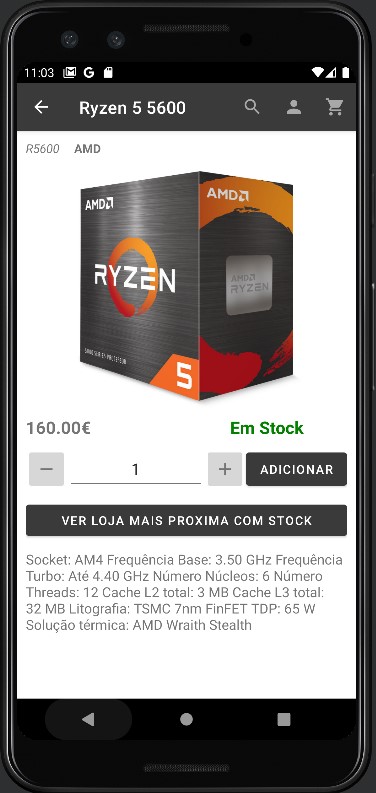 11:03
Ryzen 5 5600
R5600 AMD
AMD
AMD
RYZEN
AMD
RYZEN
5
160.00€ Em Stock
1 ADICIONAR
VER LOJA MAIS PROXIMA COM STOCK
Socket: AM4 Frequência Base: 3.50 GHz Frequência
Turbo: Até 4.40 GHz Número Núcleos: 6 Número
Threads: 12 Cache L2 total: 3 MB Cache L3 total:
32 MB Litografia: TSMC 7nm FinFET TDP: 65 W
Solução térmica: AMD Wraith Stealth